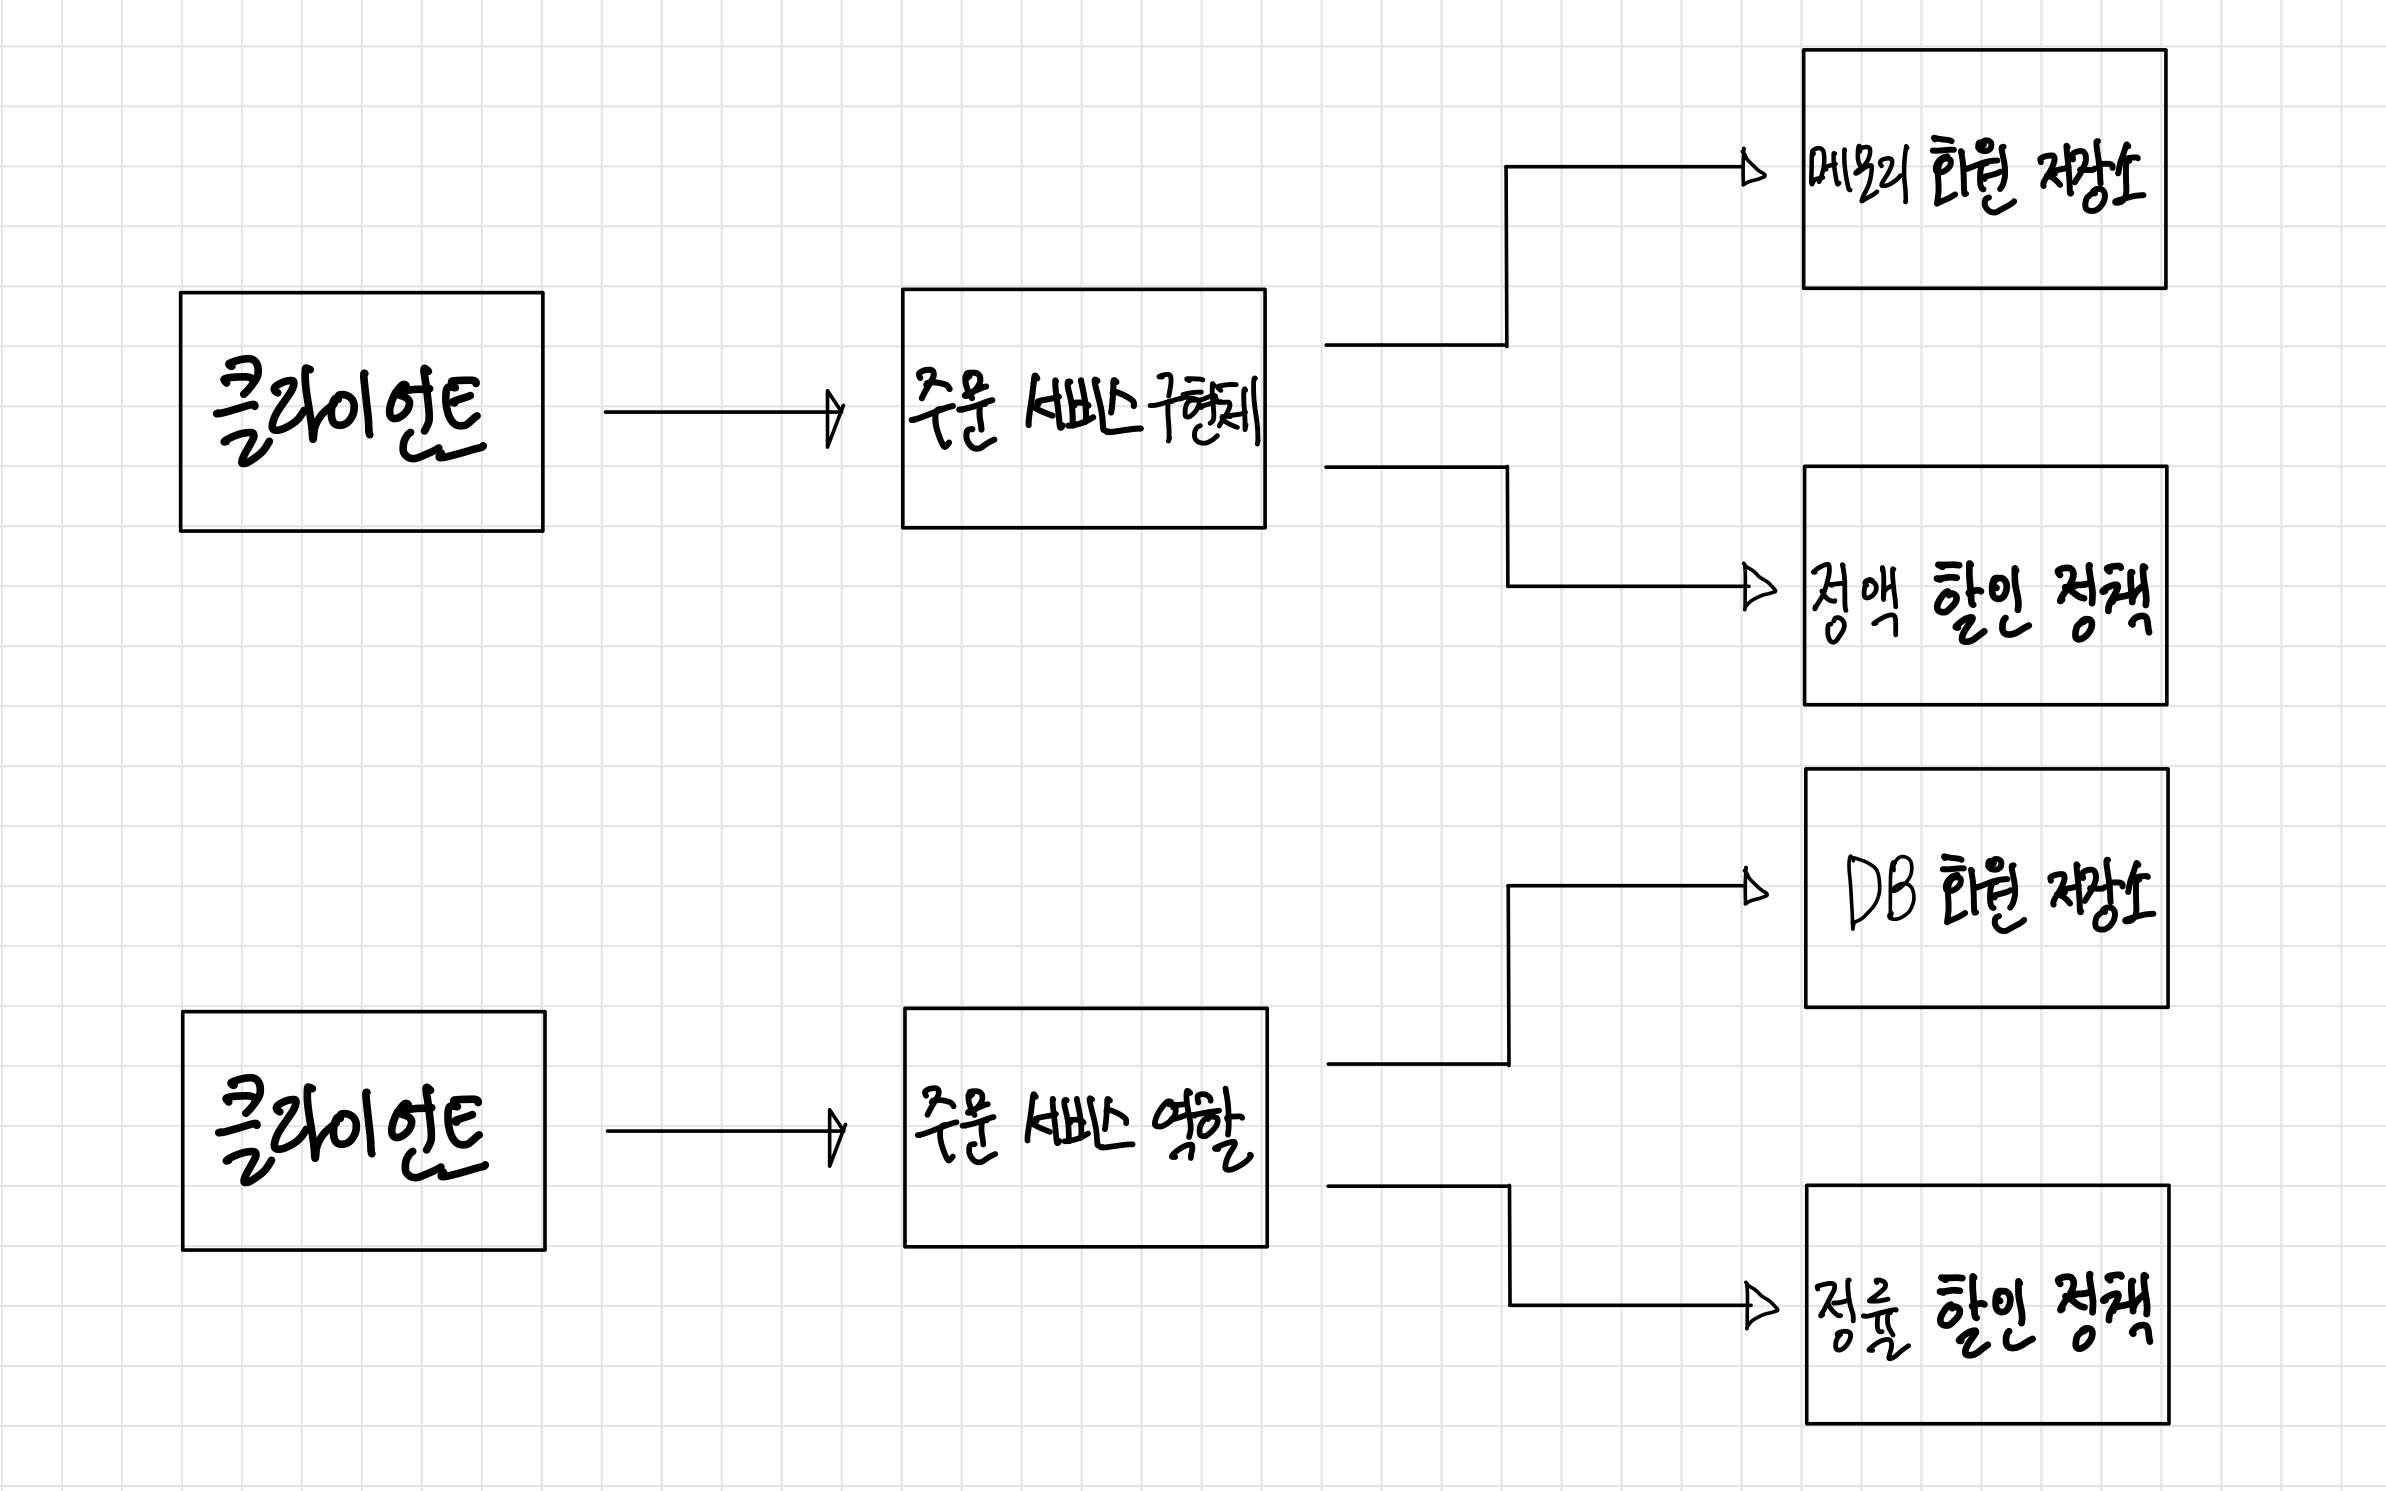 메모리 회원 저장소
클라이언트
주문 서비스 구현체
정액 할인 정책
DB 회원 저장소
클라이언트
주문 서비스 역할
정률 할인 정책